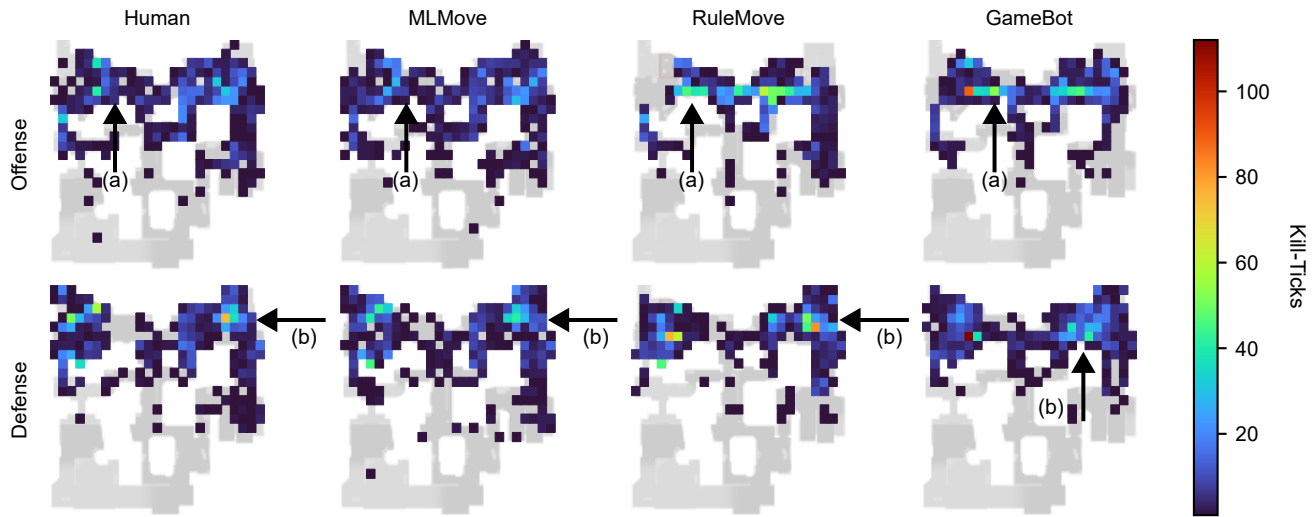 Human MLMove RuleMove GameBot
Offense
(a) (a) (a) (a)
Defense
(b) (b) (b) (b)
100
80
60
40
20
Kill-Ticks